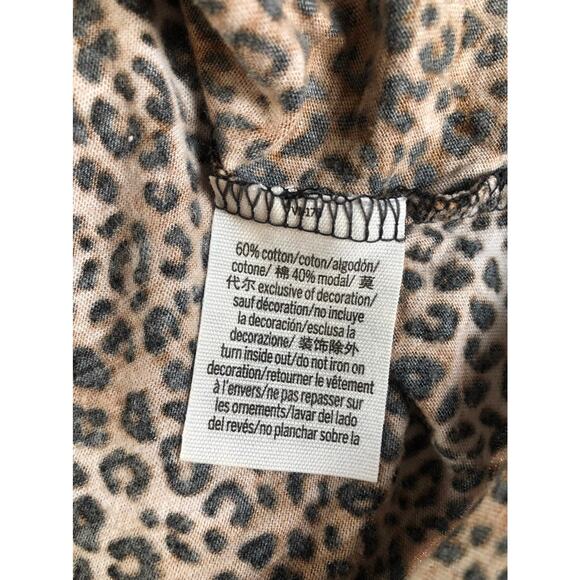 60% cotton/coton/algodón/
cotone/ 棉 40% modal/ 莫
代尔 exclusive of decoration/
sauf décoration/no incluye
la decoración/esclusa la
decorazione/ 装饰除外
turn inside out/do not iron on
decoration/retourner le vêtement
à l'envers/ne pas repasser sur
les ornements/lavar del lado
del revés/no planchar sobre la